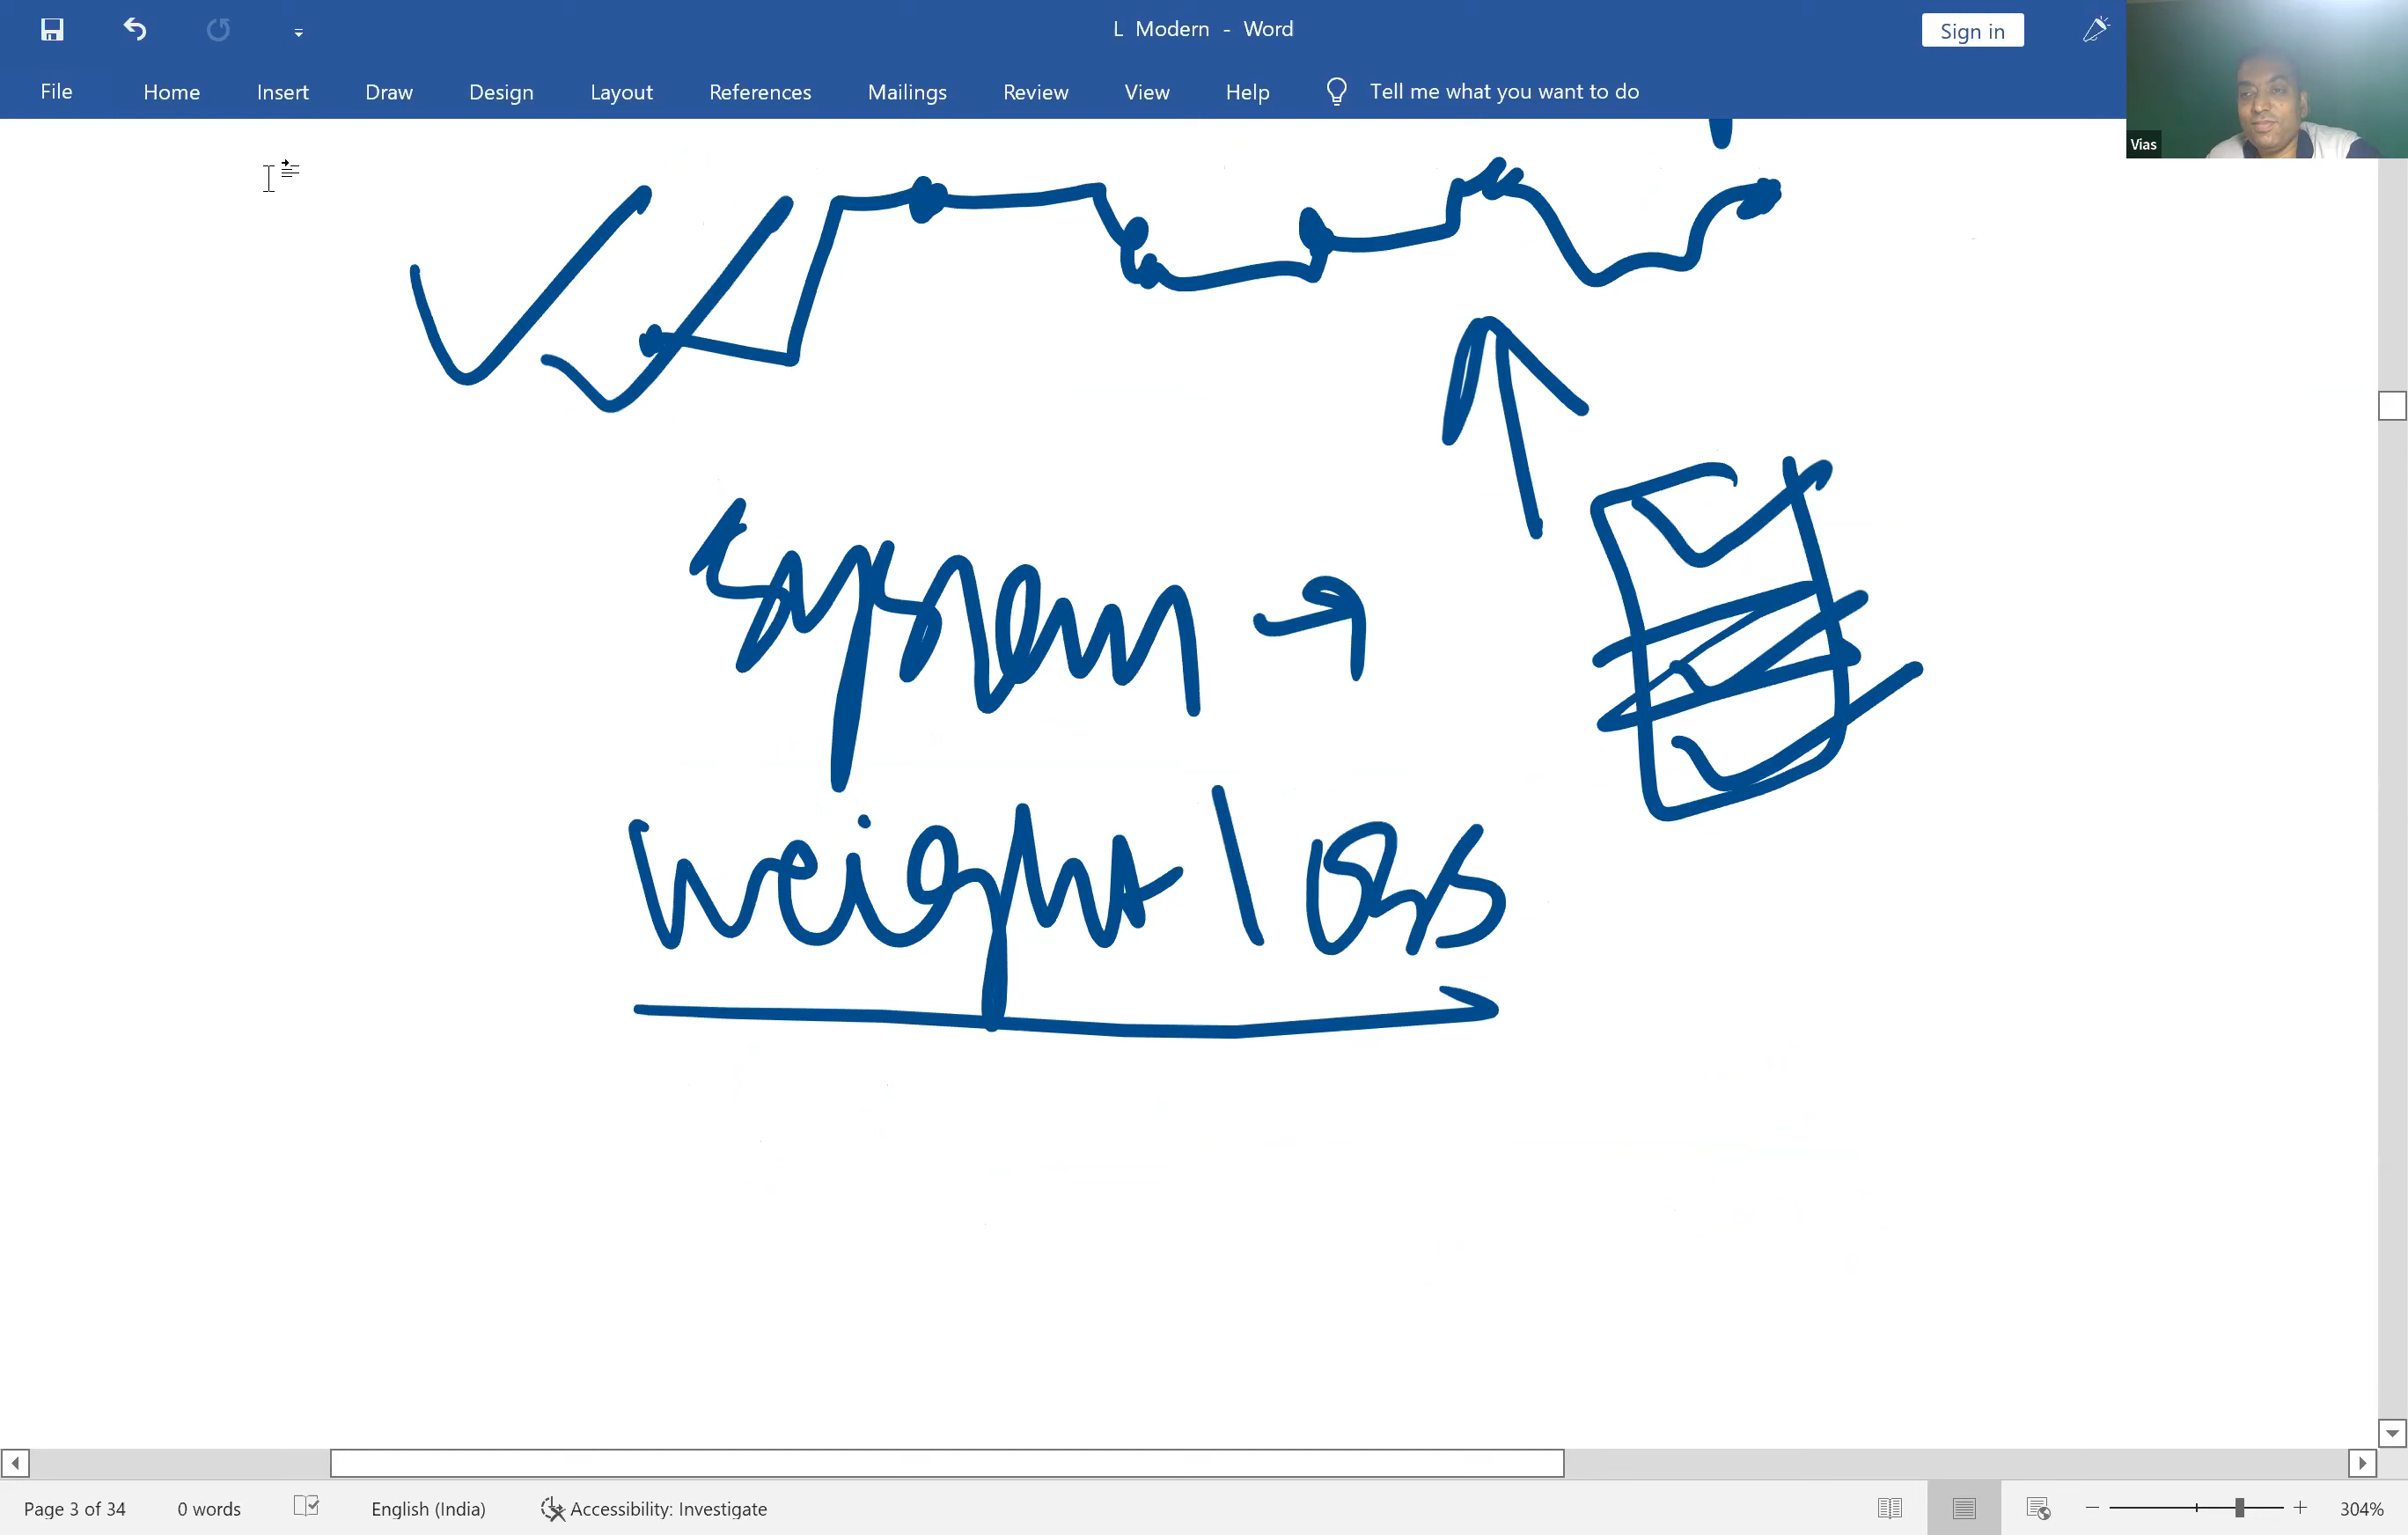 L Modern - Word
Sign in
File Home Insert Draw Design Layout References Mailings Review View Help Tell me what you want to do
Vias
system →
weight loss
Page 3 of 34 0 words English (India) Accessibility: Investigate 304%